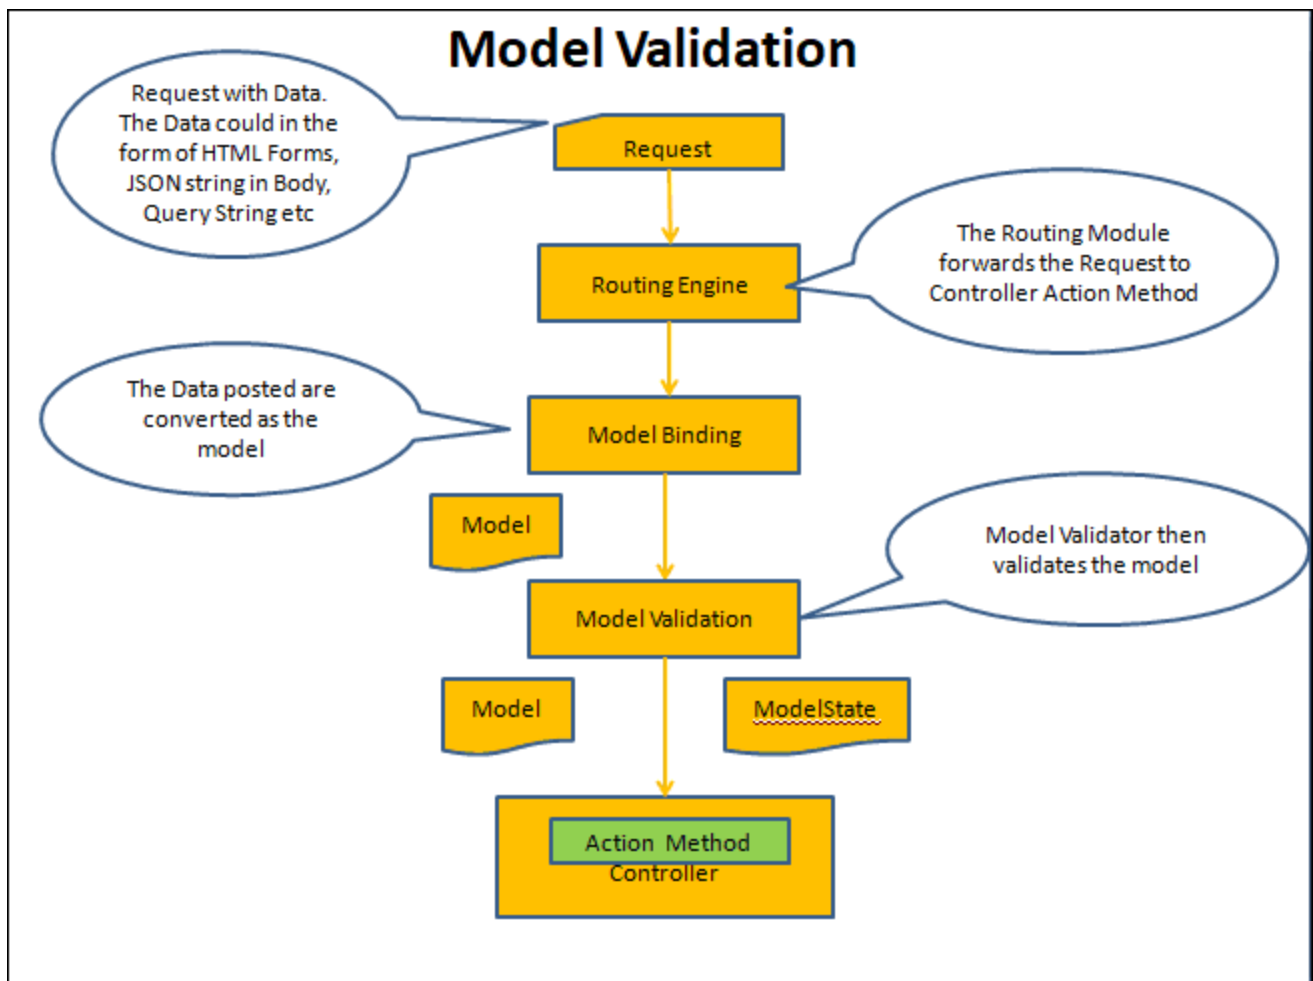 Model Validation
Request with Data.
The Data could in the
form of HTML Forms,
JSON string in Body,
Query String etc
Request
The Routing Module
forwards the Request to
Controller Action Method
Routing Engine
The Data posted are
converted as the
model
Model Binding
Model
Model Validator then
validates the model
Model Validation
Model
ModelState
Action Method
Controller